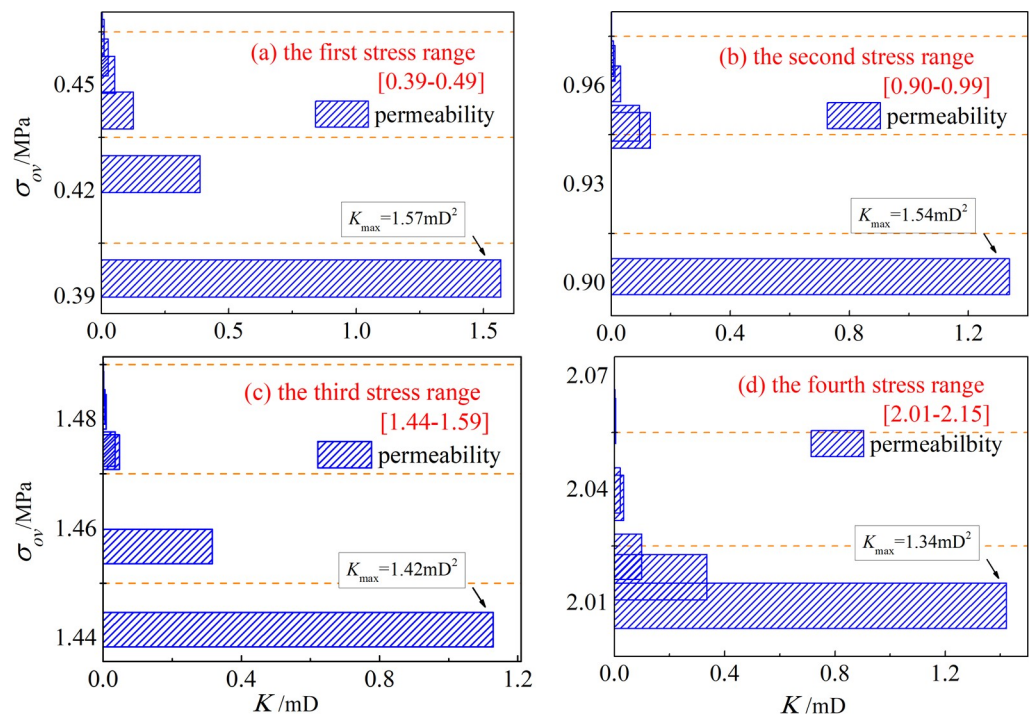 (a) the first stress range
[0.39-0.49]
permeability
K max=1.57mD²
0.45
0.42
0.39
σov/MPa
0.0 0.5 1.0 1.5
(b) the second stress range
[0.90-0.99]
permeability
Kmax=1.54mD²
0.96
0.93
0.90
0.0 0.4 0.8 1.2
(c) the third stress range
[1.44-1.59]
permeability
Kmax=1.42mD²
1.48
1.46
1.44
σov/MPa
0.0 0.4 0.8 1.2
K /mD
(d) the fourth stress range
[2.01-2.15]
permeabilbity
Kmax=1.34mD²
2.07
2.04
2.01
0.0 0.4 0.8 1.2
K /mD